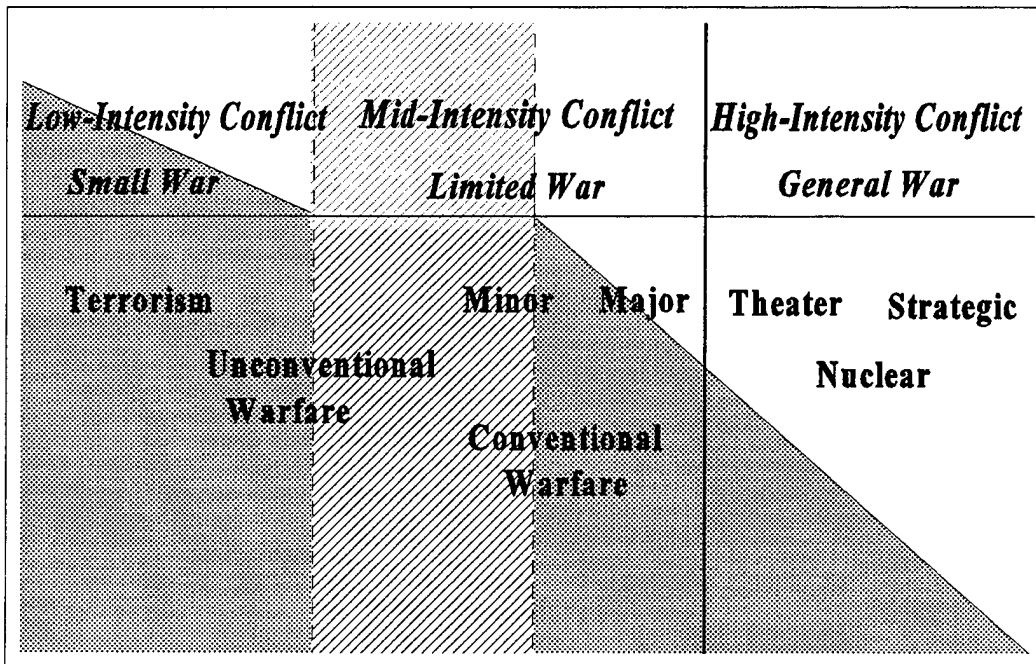 Low-Intensity Conflict Mid-Intensity Conflict High-Intensity Conflict
Small War Limited War General War
Terrorism Minor Major Theater Strategic
Unconventional Nuclear
Warfare
Conventional
Warfare